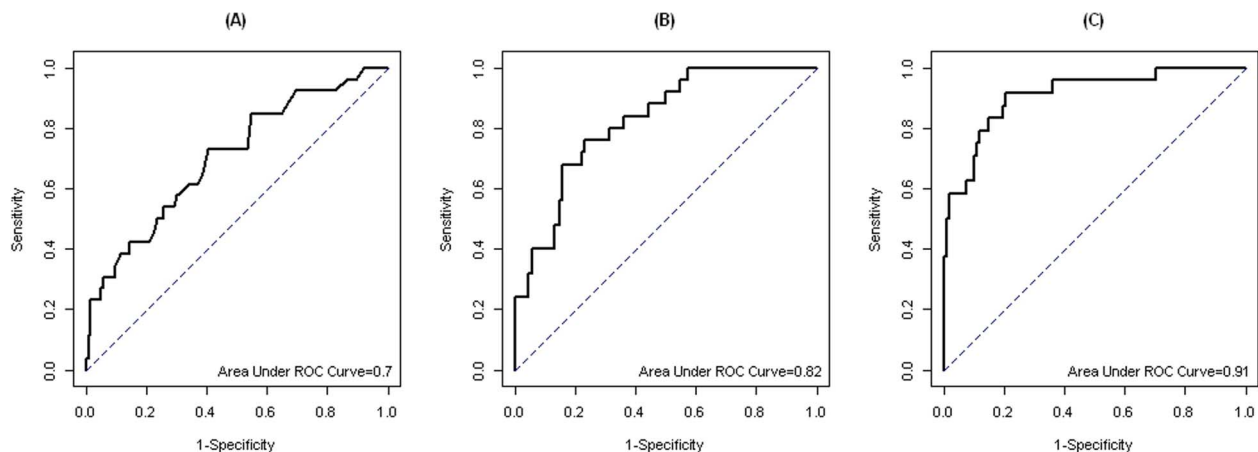 (A)
Sensitivity
1.0
0.8
0.6
0.4
0.2
0.0
Area Under ROC Curve=0.7
0.0 0.2 0.4 0.6 0.8 1.0
1-Specificity
(B)
Sensitivity
1.0
0.8
0.6
0.4
0.2
0.0
Area Under ROC Curve=0.82
0.0 0.2 0.4 0.6 0.8 1.0
1-Specificity
(C)
Sensitivity
1.0
0.8
0.6
0.4
0.2
0.0
Area Under ROC Curve=0.91
0.0 0.2 0.4 0.6 0.8 1.0
1-Specificity